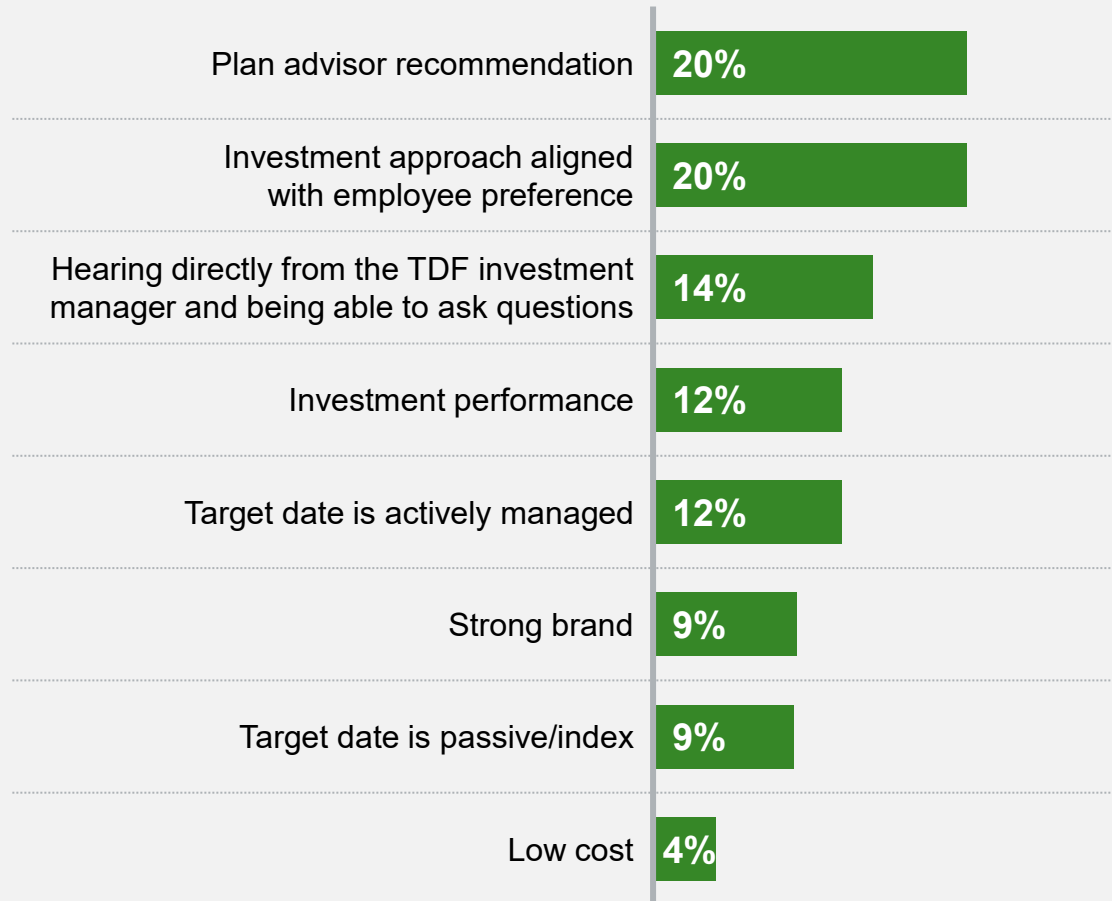 Plan advisor recommendation
20%
Investment approach aligned
with employee preference
20%
Hearing directly from the TDF investment
manager and being able to ask questions
14%
Investment performance
12%
Target date is actively managed
12%
Strong brand
9%
Target date is passive/index
9%
Low cost
4%